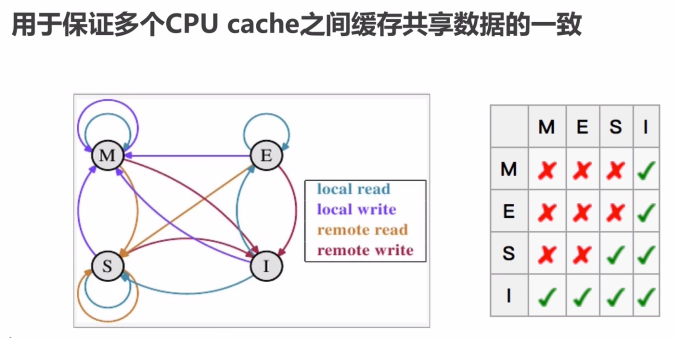 用于保证多个CPU cache之间缓存共享数据的一致
M
E
S
I
local read
local write
remote read
remote write
M E S I
M ✘ ✘ ✘ ✓
E ✘ ✘ ✘ ✓
S ✘ ✘ ✓ ✓
I ✓ ✓ ✓ ✓